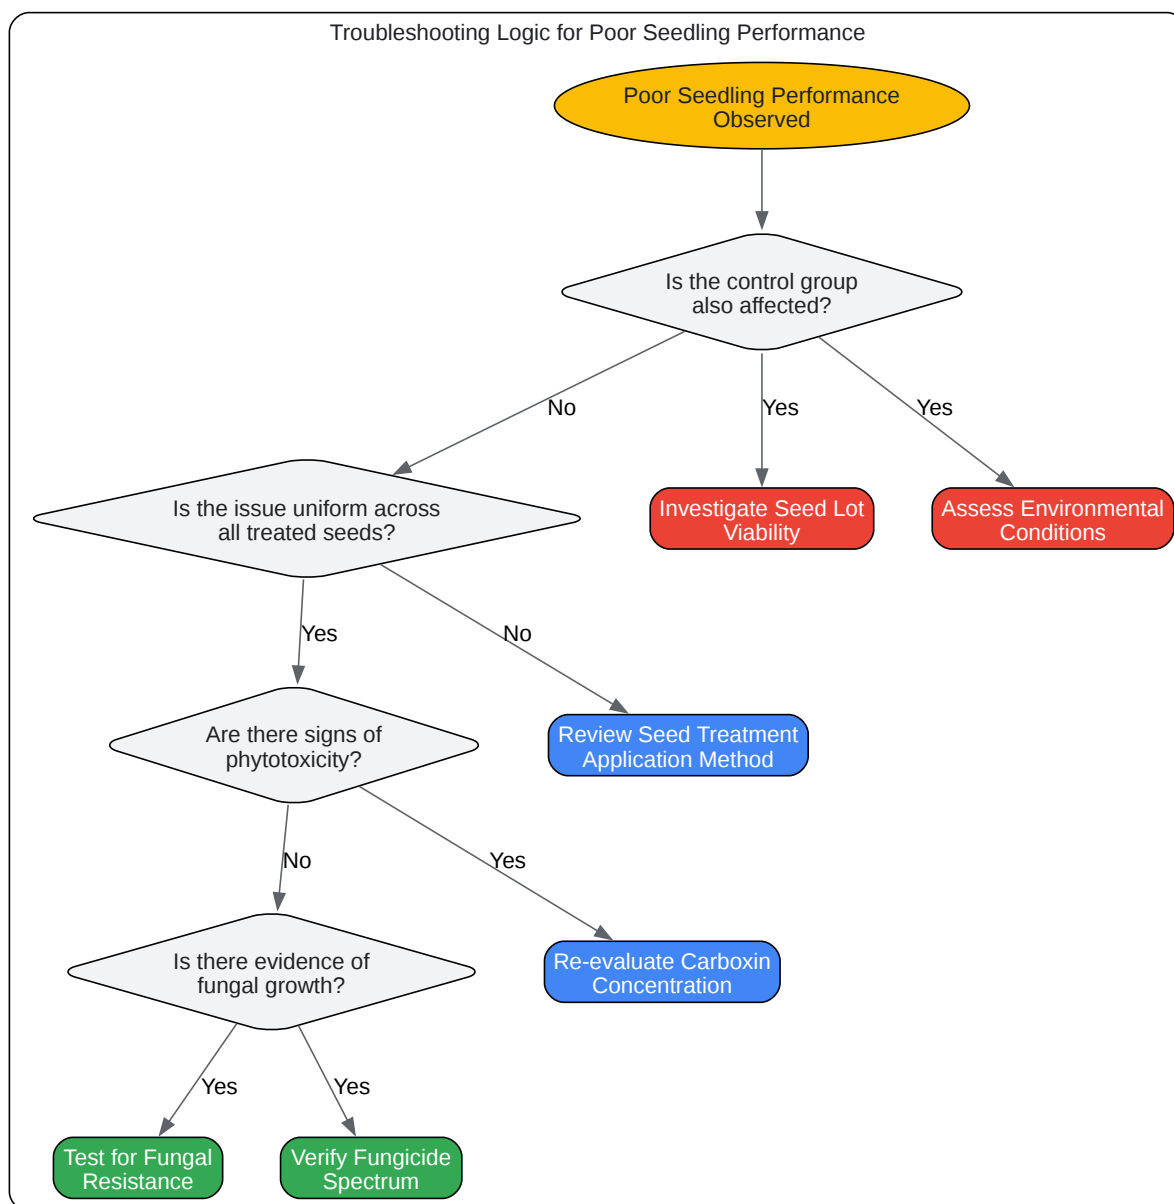 Troubleshooting Logic for Poor Seedling Performance
Poor Seedling Performance
Observed
Is the control group
also affected?
No
Yes
Yes
Is the issue uniform across
all treated seeds?
Investigate Seed Lot
Viability
Assess Environmental
Conditions
Yes
No
Are there signs of
phytotoxicity?
Review Seed Treatment
Application Method
No
Yes
Is there evidence of
fungal growth?
Re-evaluate Carboxin
Concentration
Yes
Yes
Test for Fungal
Resistance
Verify Fungicide
Spectrum